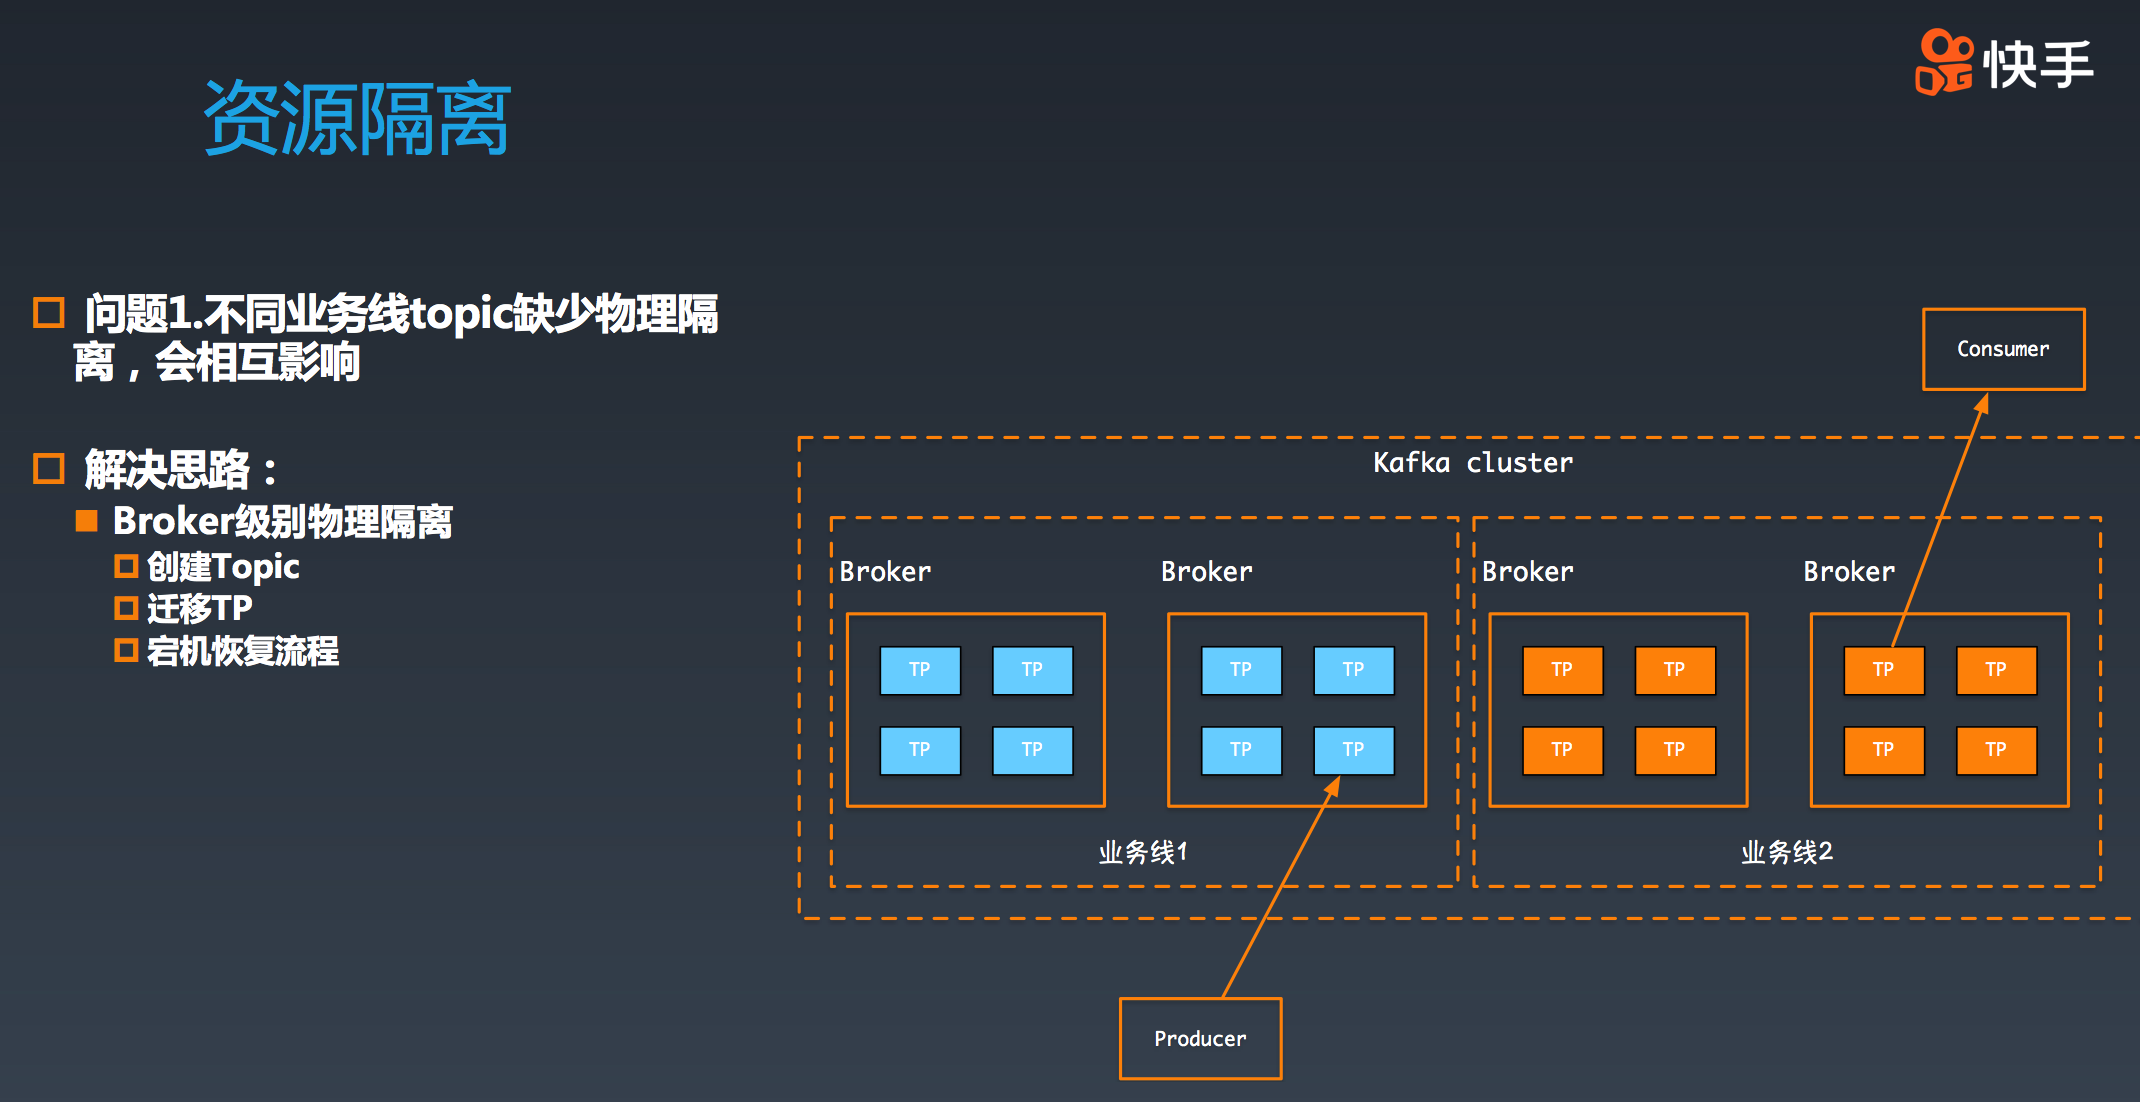 快手
资源隔离
问题1.不同业务线topic缺少物理隔
离，会相互影响
解决思路：
Broker级别物理隔离
创建Topic
迁移TP
宕机恢复流程
Consumer
Kafka cluster
Broker Broker Broker Broker
TP TP TP TP TP TP TP TP
TP TP TP TP TP TP TP TP
业务线1 业务线2
Producer